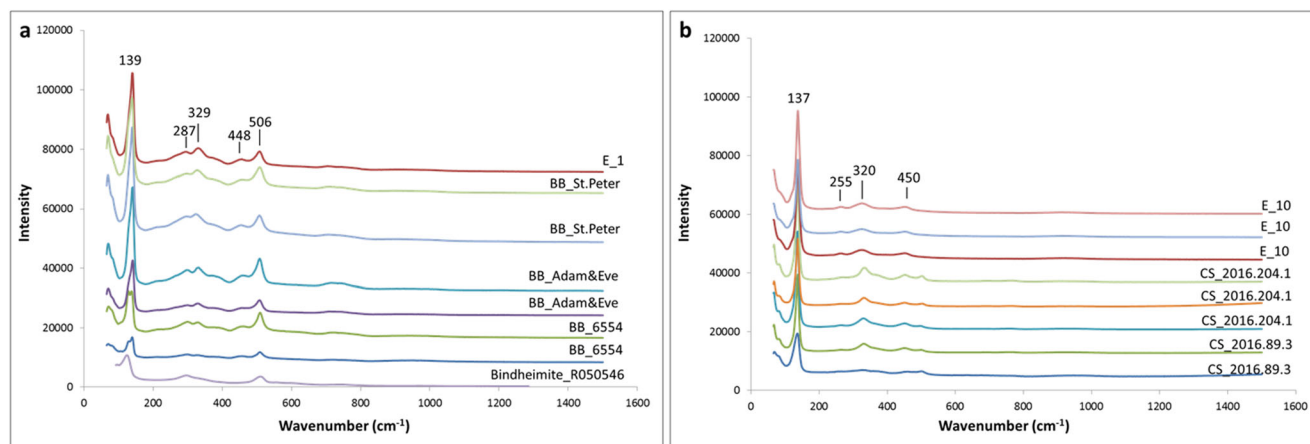 a
120000
100000
80000
60000
40000
20000
0
Intensity
139
287
329
448
506
E_1
BB_St.Peter
BB_St.Peter
BB_Adam&Eve
BB_Adam&Eve
BB_6554
BB_6554
Bindheimite_R050546
0 200 400 600 800 1000 1200 1400 1600
Wavenumber (cm-1)
b
120000
100000
80000
60000
40000
20000
0
Intensity
137
255
320
450
E_10
E_10
E_10
CS_2016.204.1
CS_2016.204.1
CS_2016.204.1
CS_2016.89.3
CS_2016.89.3
0 200 400 600 800 1000 1200 1400 1600
Wavenumber (cm-1)